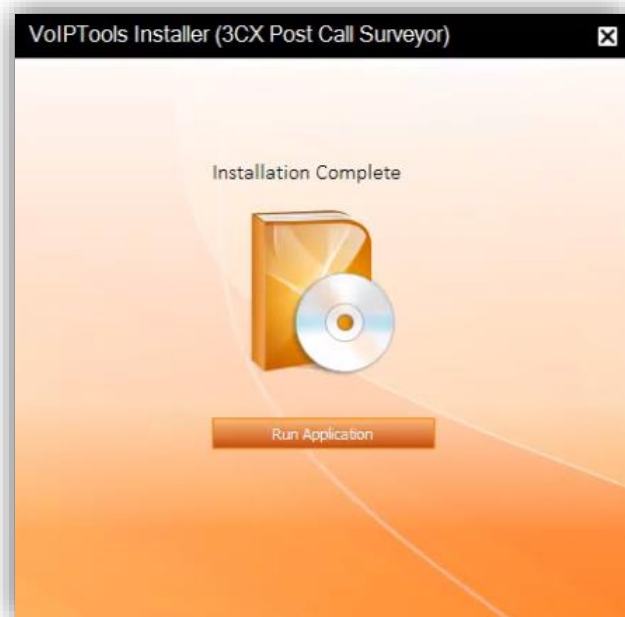 VoIPTools Installer (3CX Post Call Surveyor)
Installation Complete
Run Application